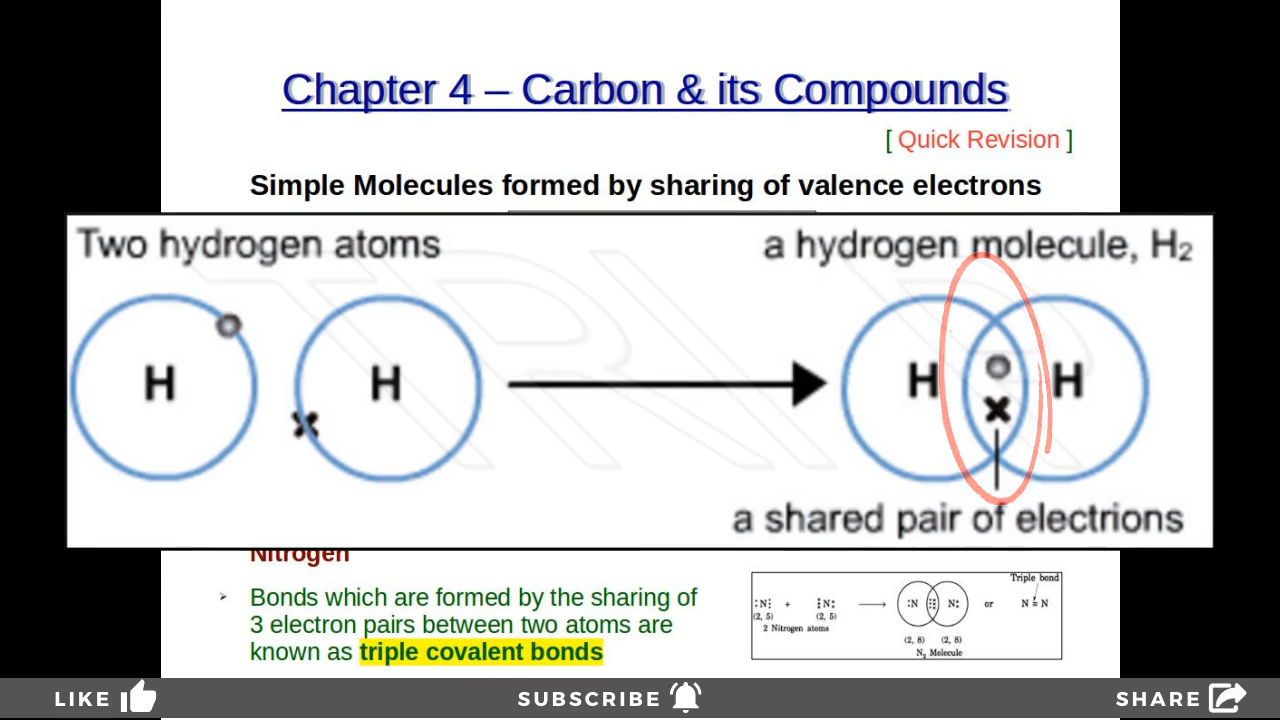 Chapter 4 – Carbon & its Compounds
[ Quick Revision ]
Simple Molecules formed by sharing of valence electrons
Two hydrogen atoms
a hydrogen molecule, H₂
H H H H
a shared pair of electrions
Nitrogen
Bonds which are formed by the sharing of
3 electron pairs between two atoms are
known as triple covalent bonds
Triple bond
:N⋮ + ⋮N: :N N: or N ≡ N
(2, 5) (2, 5)
2 Nitrogen atoms
(2, 8) (2, 8)
N₂ Molecule
LIKE SUBSCRIBE SHARE